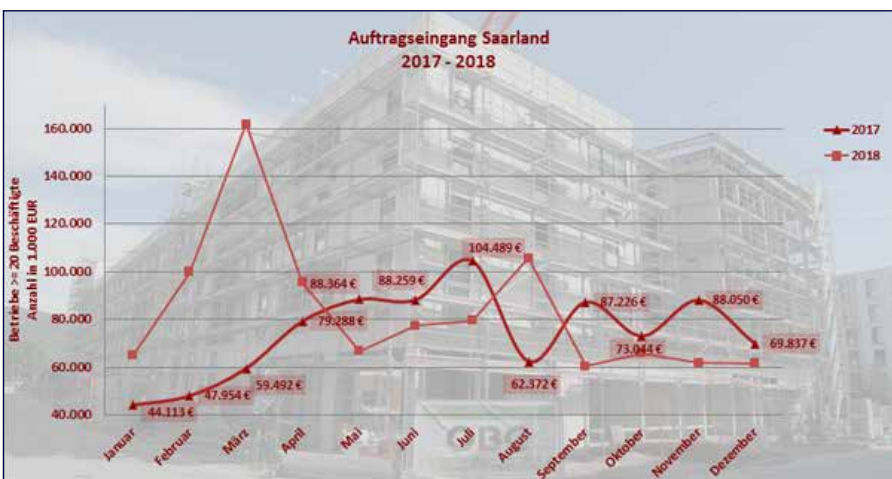 Auftragseingang Saarland
2017 - 2018
Betriebe >= 20 Beschäftigte
Anzahl in 1.000 EUR
160.000
140.000
120.000
100.000
80.000
60.000
40.000
2017
2018
44.113 €
47.954 €
59.492 €
79.288 €
88.364 €
88.259 €
104.489 €
62.372 €
87.226 €
73.044 €
88.050 €
69.837 €
Januar
Februar
März
April
Mai
Juni
Juli
August
September
Oktober
November
Dezember